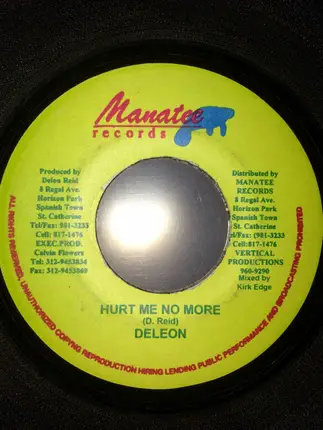 Manatee
records
Produced by
Delon Reid
8 Regal Ave.
Horizon Park
Spanish Town
St. Catherine
Tel/Fax: 981-3233
Cell: 817-1476
EXEC.PROD.
Calvin Flowers
Tel: 312-9453834
Fax: 312-9453069
Distributed by
MANATEE
RECORDS
8 Regal Ave.
Horizon Park
Spanish Town
St. Catherine
Tel/fax (981-3233
Cell:817-1476
VERTICAL
PRODUCTIONS
960-9290
Mixed by
Kirk Edge
HURT ME NO MORE
(D. Reid)
DELEON
ALL RIGHTS RESERVED. UNAUTHORIZED COPYING REPRODUCTION HIRING LENDING PUBLIC PERFORMANCE AND BROADCASTING PROHIBITED